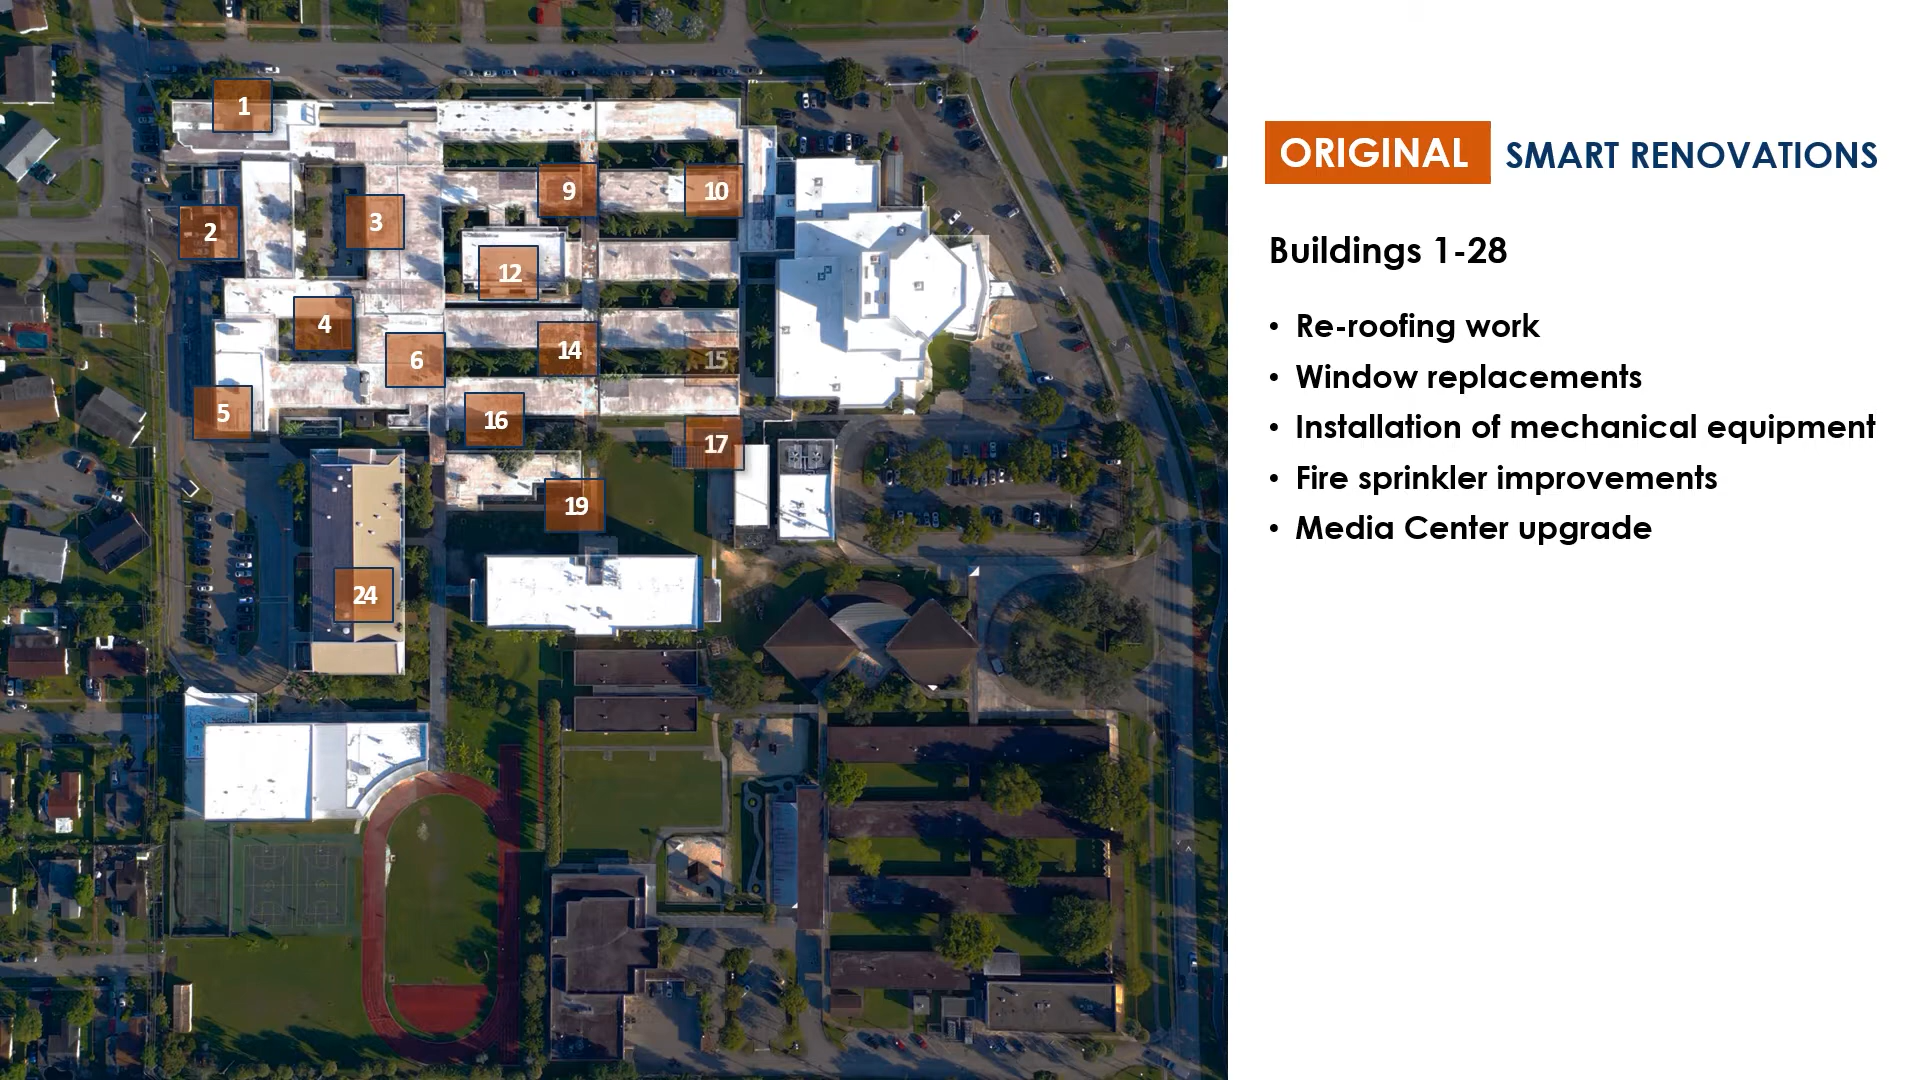 1
2
3
4
5
6
9
10
12
14
15
16
17
19
24
ORIGINAL SMART RENOVATIONS
Buildings 1-28
• Re-roofing work
• Window replacements
• Installation of mechanical equipment
• Fire sprinkler improvements
• Media Center upgrade